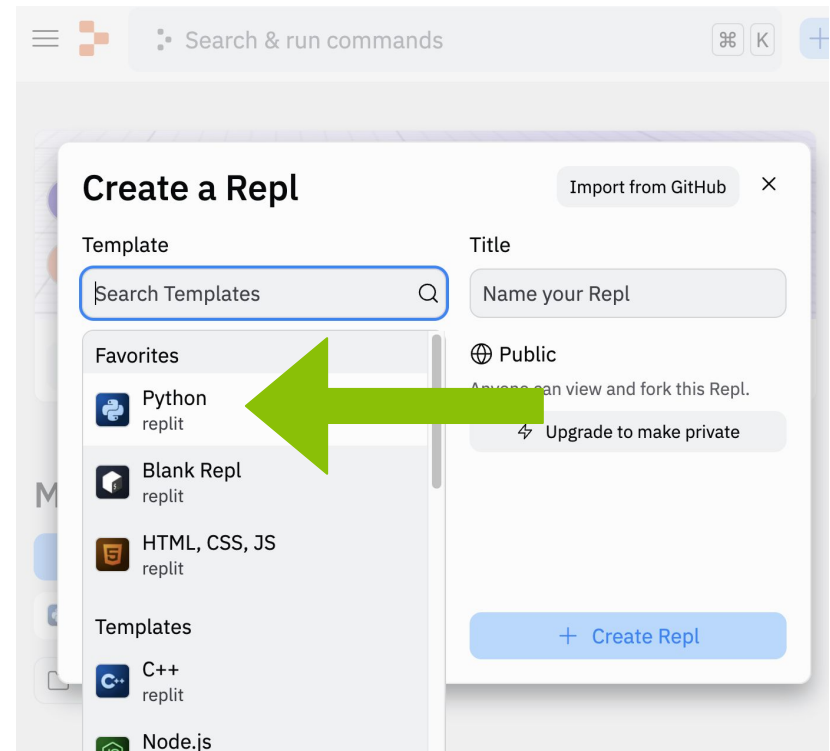 Search & run commands
⌘ K
Create a Repl
Import from GitHub
Template
Title
Search Templates
Name your Repl
Favorites
Python
replit
Blank Repl
replit
HTML, CSS, JS
replit
Templates
C++
replit
Node.js
Public
can view and fork this Repl.
Upgrade to make private
+ Create Repl
M